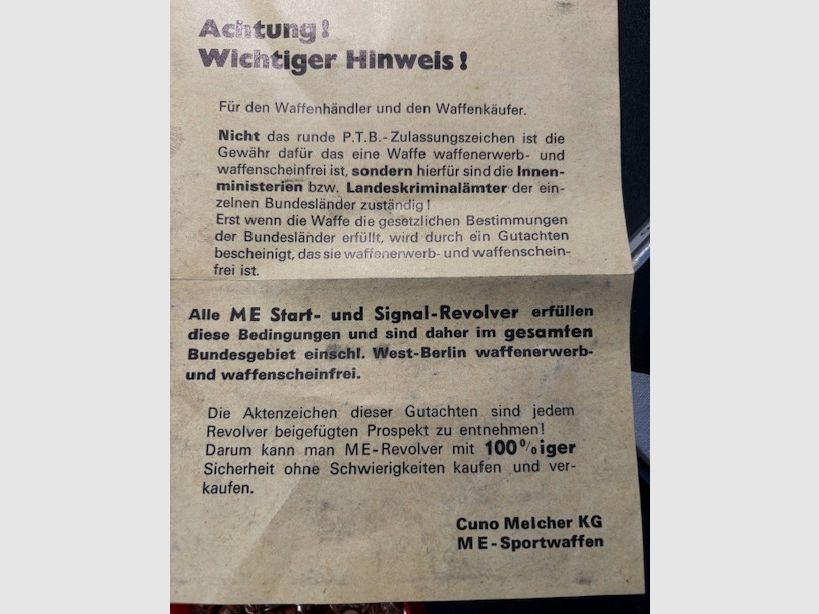 Achtung!
Wichtiger Hinweis!
Für den Waffenhändler und den Waffenkäufer.
Nicht das runde P.T.B.-Zulassungszeichen ist die
Gewähr dafür das eine Waffe waffenerwerb- und
waffenscheinfrei ist, sondern hierfür sind die Innen-
ministerien bzw. Landeskriminalämter der ein-
zelnen Bundesländer zuständig!
Erst wenn die Waffe die gesetzlichen Bestimmungen
der Bundesländer erfüllt, wird durch ein Gutachten
bescheinigt, das sie waffenerwerb- und waffenschein-
frei ist.
Alle ME Start- und Signal-Revolver erfüllen
diese Bedingungen und sind daher im gesamten
Bundesgebiet einschl. West-Berlin waffenerwerb-
und waffenscheinfrei.
Die Aktenzeichen dieser Gutachten sind jedem
Revolver beigefügten Prospekt zu entnehmen!
Darum kann man ME-Revolver mit 100%iger
Sicherheit ohne Schwierigkeiten kaufen und ver-
kaufen.
Cuno Melcher KG
ME-Sportwaffen